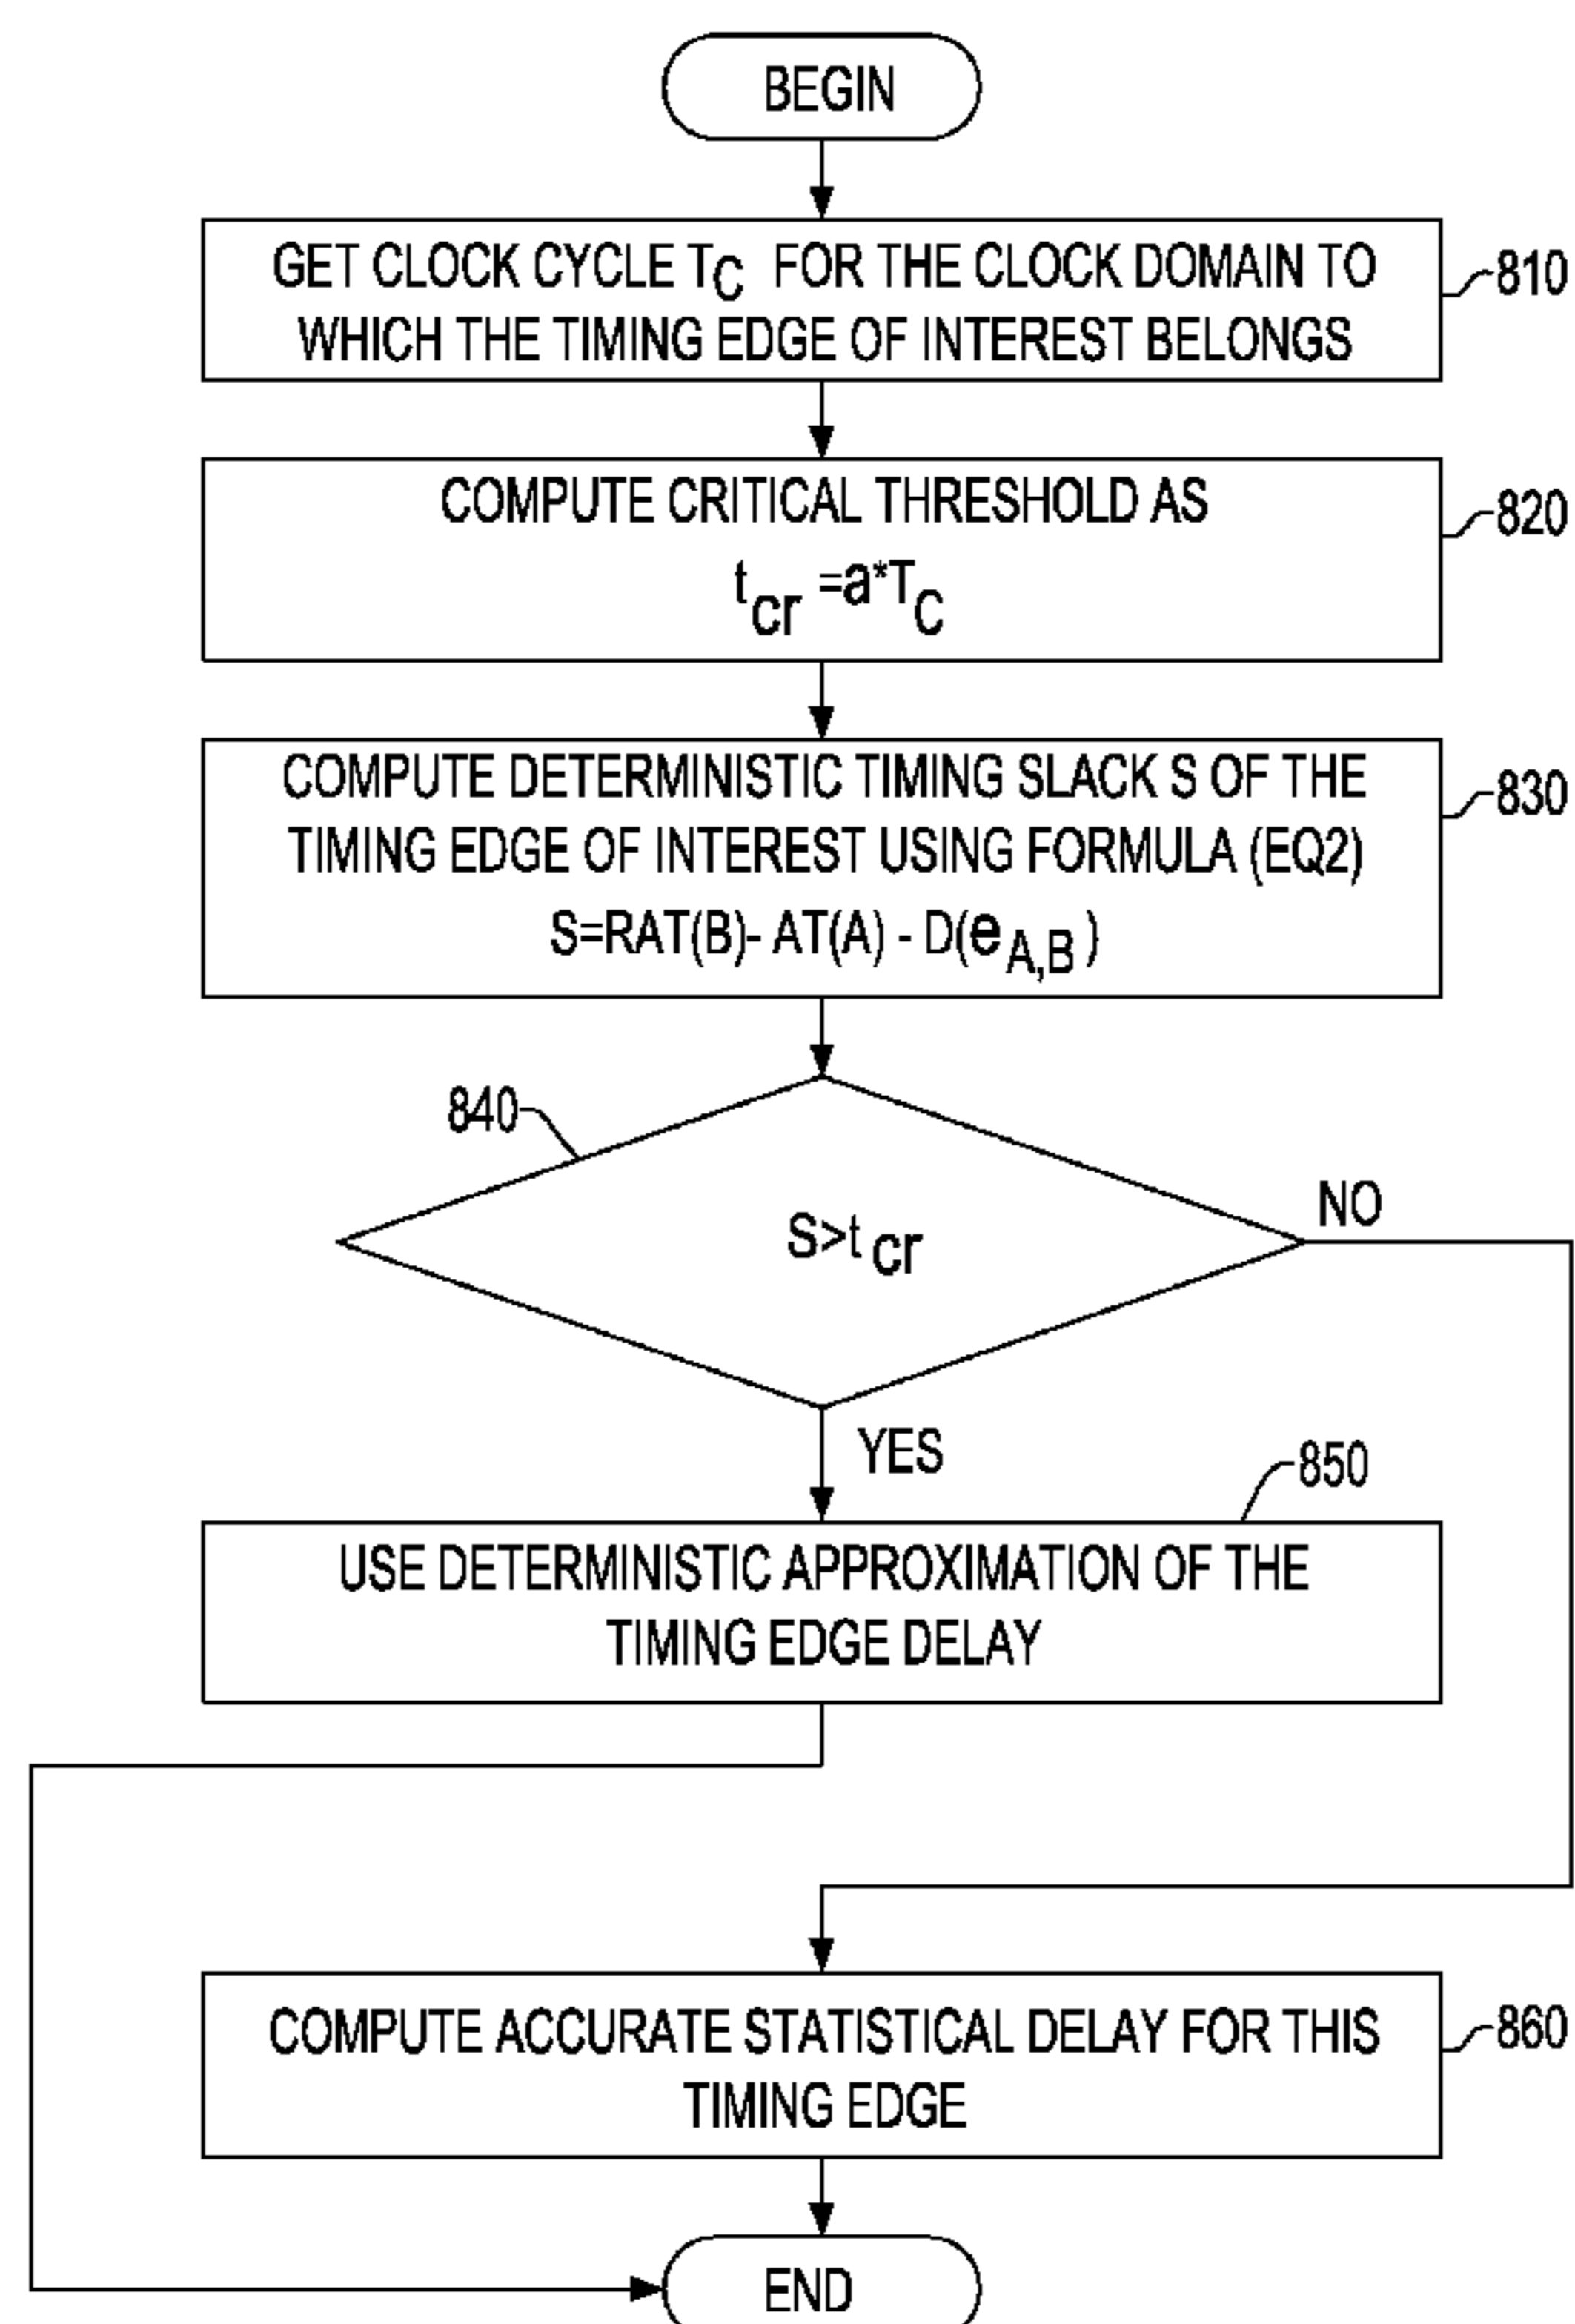 BEGIN
GET CLOCK CYCLE TC FOR THE CLOCK DOMAIN TO
WHICH THE TIMING EDGE OF INTEREST BELONGS
810
COMPUTE CRITICAL THRESHOLD AS
tcr =a*TC
820
COMPUTE DETERMINISTIC TIMING SLACK S OF THE
TIMING EDGE OF INTEREST USING FORMULA (EQ2)
S=RAT(B)- AT(A) - D(eA,B )
830
840
S>tcr
NO
YES
850
USE DETERMINISTIC APPROXIMATION OF THE
TIMING EDGE DELAY
COMPUTE ACCURATE STATISTICAL DELAY FOR THIS
TIMING EDGE
860
END